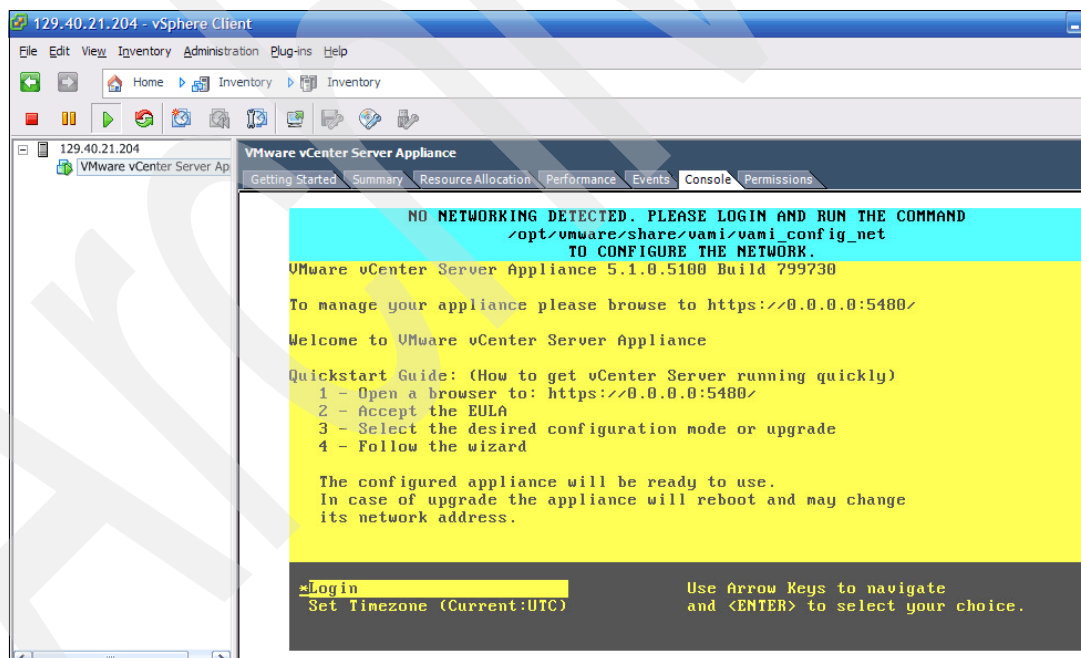 129.40.21.204 - vSphere Client
File Edit View Inventory Administration Plug-ins Help
Home Inventory Inventory
129.40.21.204
VMware vCenter Server Ap
VMware vCenter Server Appliance
Getting Started Summary Resource Allocation Performance Events Console Permissions
NO NETWORKING DETECTED. PLEASE LOGIN AND RUN THE COMMAND
/opt/vmware/share/vami/vami_config_net
TO CONFIGURE THE NETWORK.
VMware vCenter Server Appliance 5.1.0.5100 Build 799730
To manage your appliance please browse to https://0.0.0.0:5480/
Welcome to VMware vCenter Server Appliance
Quickstart Guide: (How to get vCenter Server running quickly)
1 - Open a browser to: https://0.0.0.0:5480/
2 - Accept the EULA
3 - Select the desired configuration mode or upgrade
4 - Follow the wizard
The configured appliance will be ready to use.
In case of upgrade the appliance will reboot and may change
its network address.
*Login Use Arrow Keys to navigate
Set Timezone (Current:UTC) and <ENTER> to select your choice.